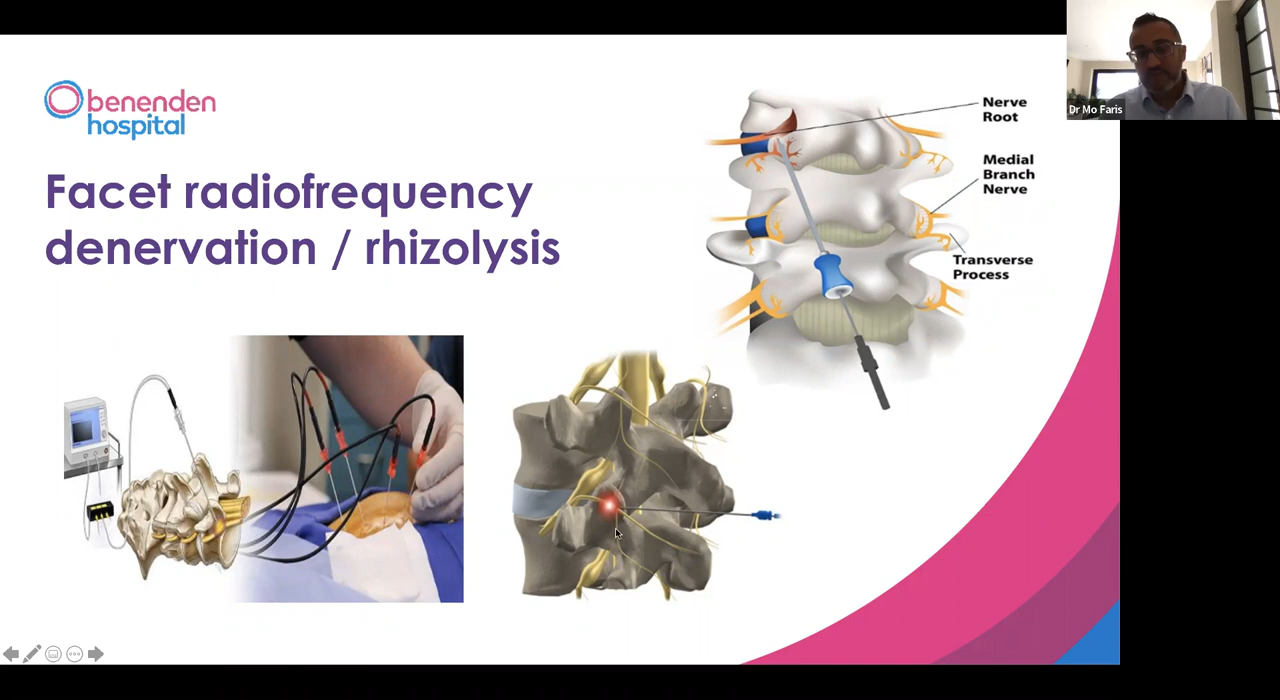 benenden
hospital
Facet radiofrequency
denervation / rhizolysis
Nerve
Root
Medial
Branch
Nerve
Transverse
Process
Dr Mo Faris